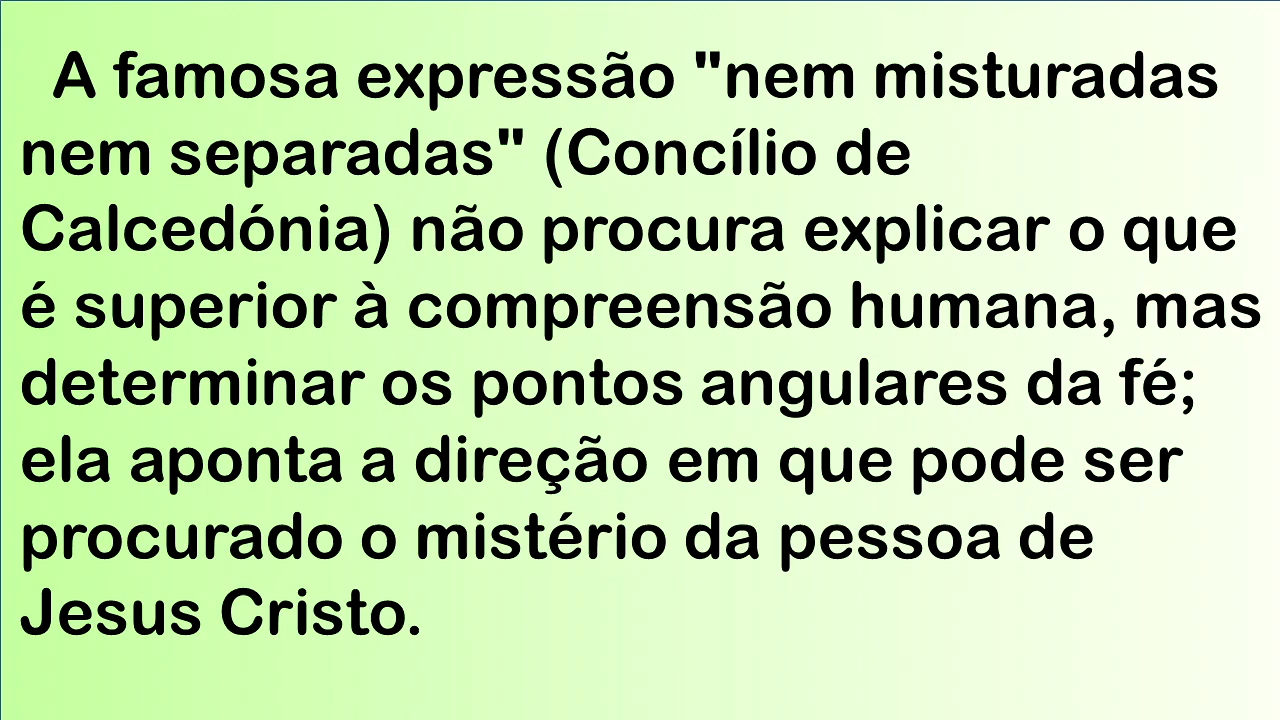 A famosa expressão "nem misturadas
nem separadas" (Concílio de
Calcedónia) não procura explicar o que
é superior à compreensão humana, mas
determinar os pontos angulares da fé;
ela aponta a direção em que pode ser
procurado o mistério da pessoa de
Jesus Cristo.